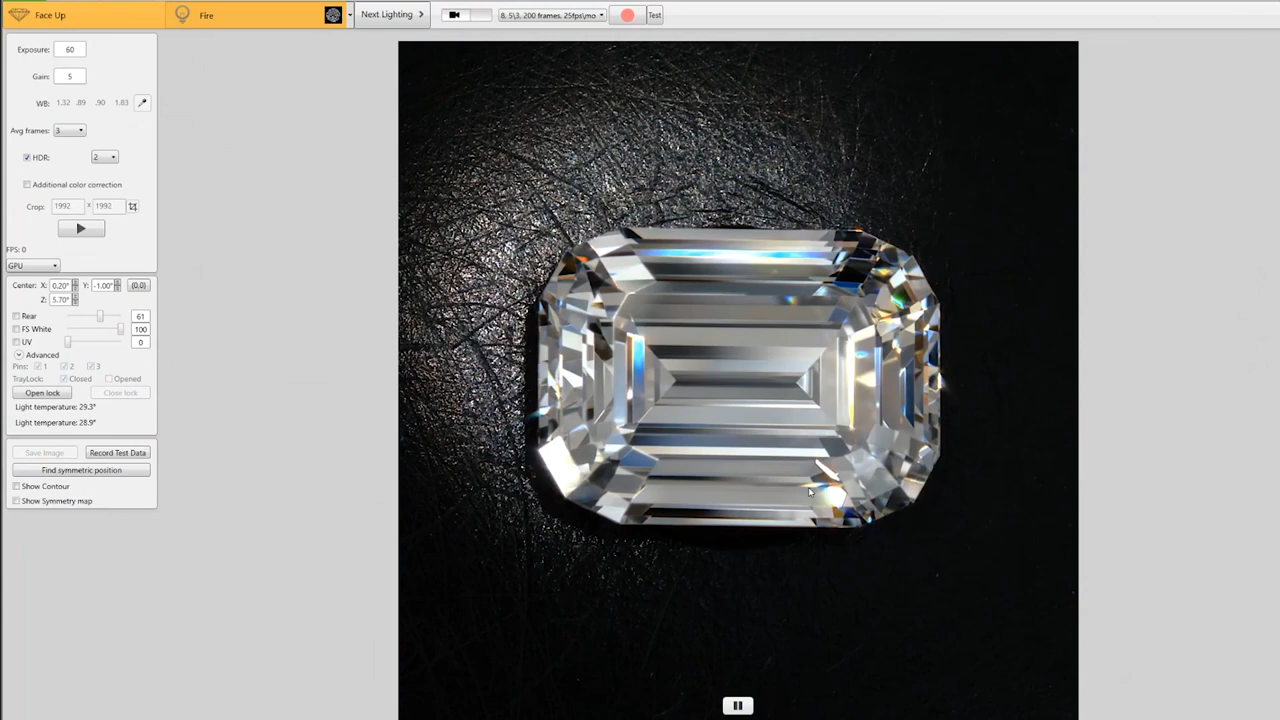 Face Up
Fire
Next Lighting
8, 5\3, 200 frames, 25fps\mo
Test
Exposure: 60
Gain: 5
WB: 1.32 .89 .90 1.83
Avg frames: 3
HDR: 2
Additional color correction
Crop: 1992 x 1992
FPS: 0
GPU
Center: X: 0.20° Y: -1.00° (0.0)
Z: 5.70°
Rear 61
FS White 100
UV 0
Advanced
Pins: 1 2 3
TrayLock: Closed Opened
Open lock Close lock
Light temperature: 29.3°
Light temperature: 28.9°
Save Image Record Test Data
Find symmetric position
Show Contour
Show Symmetry map